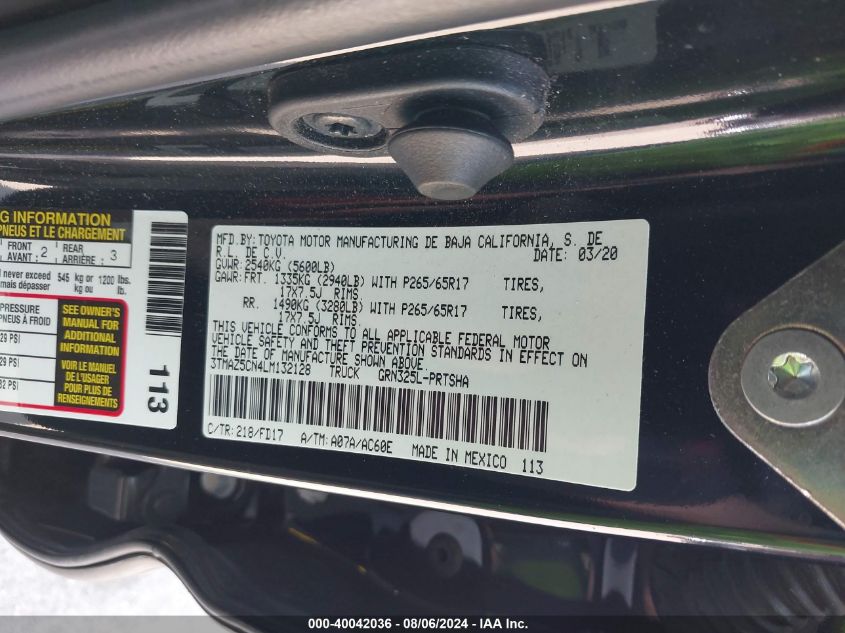 G INFORMATION
PNEUS ET LE CHARGEMENT
FRONT AVANT : 2 REAR ARRIÈRE : 3
never exceed 545 kg or 1200 lbs.
mais dépasser kg ou lb.
PRESSURE
PNEUS À FROID
29 PSI
29 PSI
32 PSI
SEE OWNER'S
MANUAL FOR
ADDITIONAL
INFORMATION
VOIR LE MANUEL
DE L'USAGER
POUR PLUS DE
RENSEIGNEMENTS
113
MFD.BY:TOYOTA MOTOR MANUFACTURING DE BAJA CALIFORNIA, S. DE
R.L. DE C.V. DATE: 03/20
GVWR:2540KG (5600LB)
GAWR:FRT. 1335KG (2940LB) WITH P265/65R17 TIRES,
17X7.5J RIMS
RR. 1490KG (3280LB) WITH P265/65R17 TIRES,
17X7.5J RIMS.
THIS VEHICLE CONFORMS TO ALL APPLICABLE FEDERAL MOTOR
VEHICLE SAFETY AND THEFT PREVENTION STANDARDS IN EFFECT ON
THE DATE OF MANUFACTURE SHOWN ABOVE.
3TMAZ5CN4LM132128 TRUCK GRN325L-PRTSHA
C/TR:218/FD17 A/TM:A07A/AC60E MADE IN MEXICO 113
000-40042036 - 08/06/2024 - IAA Inc.